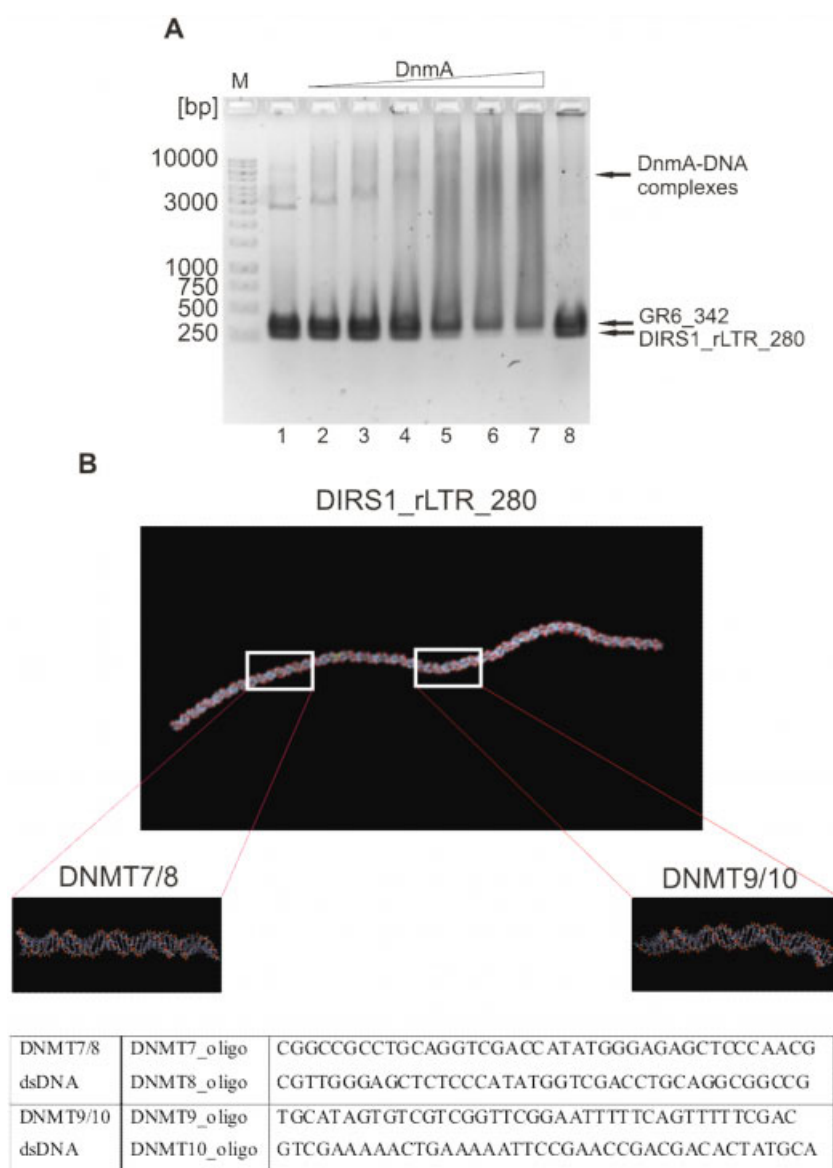 A
DnmA
M
[bp]
10000
3000
1000
750
500
250
DnmA-DNA
complexes
GR6_342
DIRS1_rLTR_280
1 2 3 4 5 6 7 8
B
DIRS1_rLTR_280
DNMT7/8
DNMT9/10
DNMT7/8 DNMT7_oligo CGGCCGCCTGCAGGTCGACCATATGGGAGAGCTCCCAACG
dsDNA DNMT8_oligo CGTTGGGAGCTCTCCCATATGGTCGACCTGCAGGCGGCCG
DNMT9/10 DNMT9_oligo TGCATAGTGTCGTCGGTTCGGAATTTTTCAGTTTTTCGAC
dsDNA DNMT10_oligo GTCGAAAAACTGAAAAATTCCGAACCGACGACACTATGCA